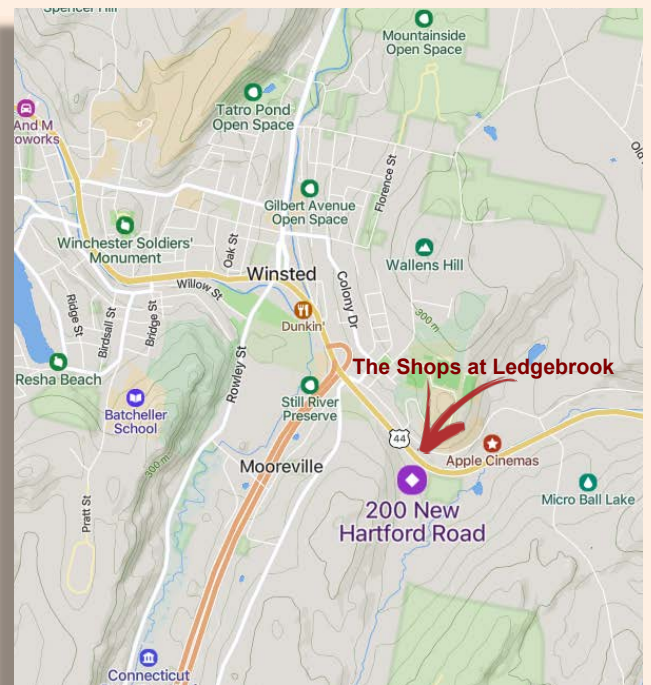 Spencer Hill
Mountainside
Open Space
And M
toworks
Tatro Pond
Open Space
Old
Florence St
Gilbert Avenue
Open Space
Winchester Soldiers'
Monument
Oak St
Wallens Hill
Winsted
Willow St
Colony Dr
Ridge St
Birdsall St
Bridge St
Dunkin'
300 m
Resha Beach
Rowley St
The Shops at Ledgebrook
Batcheller
School
Still River
Preserve
44
300 m
Mooreville
Apple Cinemas
Pratt St
200 New
Hartford Road
Micro Ball Lake
Connecticut